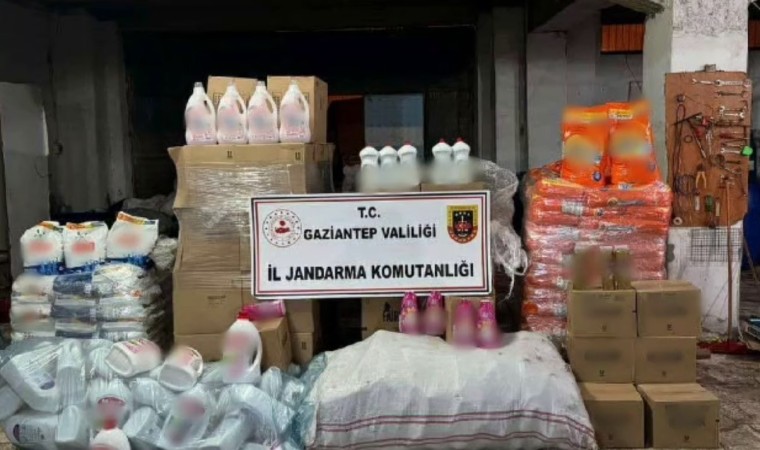 T.C.
GAZİANTEP VALİLİĞİ
İL JANDARMA KOMUTANLIĞI